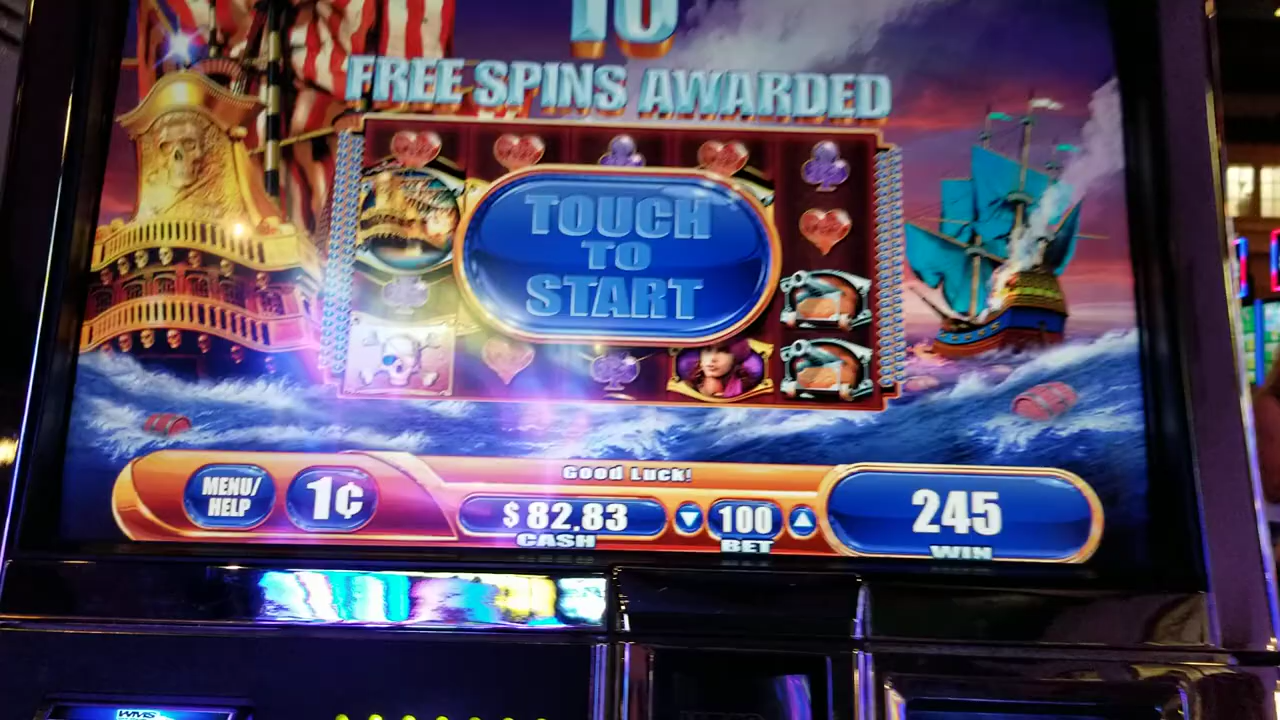 10
FREE SPINS AWARDED
TOUCH
TO
START
Good Luck!
MENU/
HELP
1¢
$82.83
CASH
100
BET
245
WIN
WMS